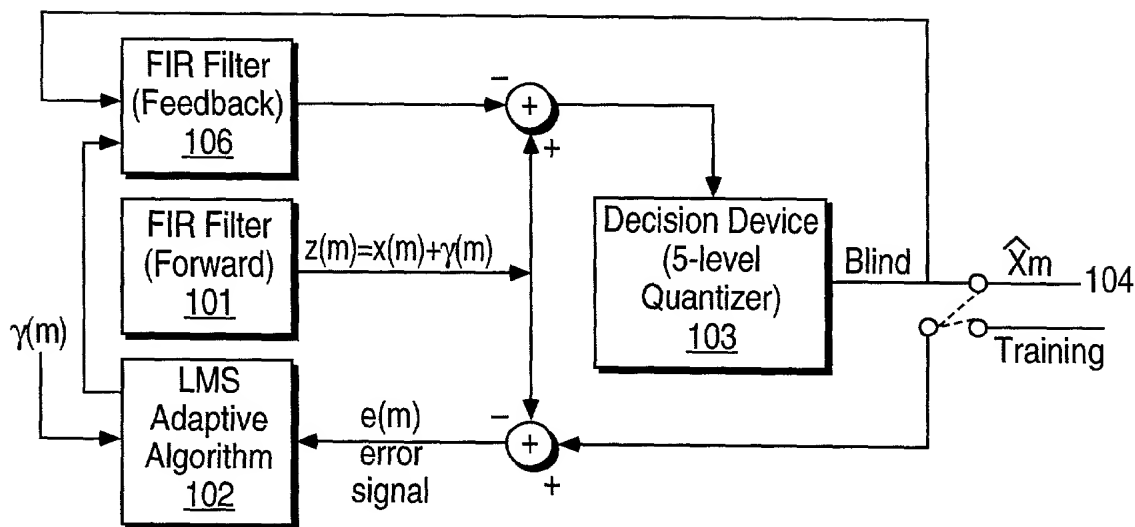 FIR Filter
(Feedback)
106
−
+
+
FIR Filter
(Forward)
101
z(m)=x(m)+γ(m)
Decision Device
(5-level
Quantizer)
103
Blind
X̂m
104
Training
γ(m)
LMS
Adaptive
Algorithm
102
e(m)
error
signal
−
+
+